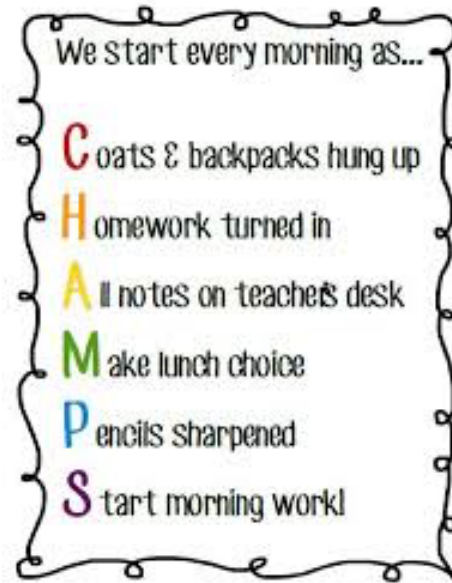 We start every morning as...
Coats & backpacks hung up
Homework turned in
All notes on teacher's desk
Make lunch choice
Pencils sharpened
Start morning work!